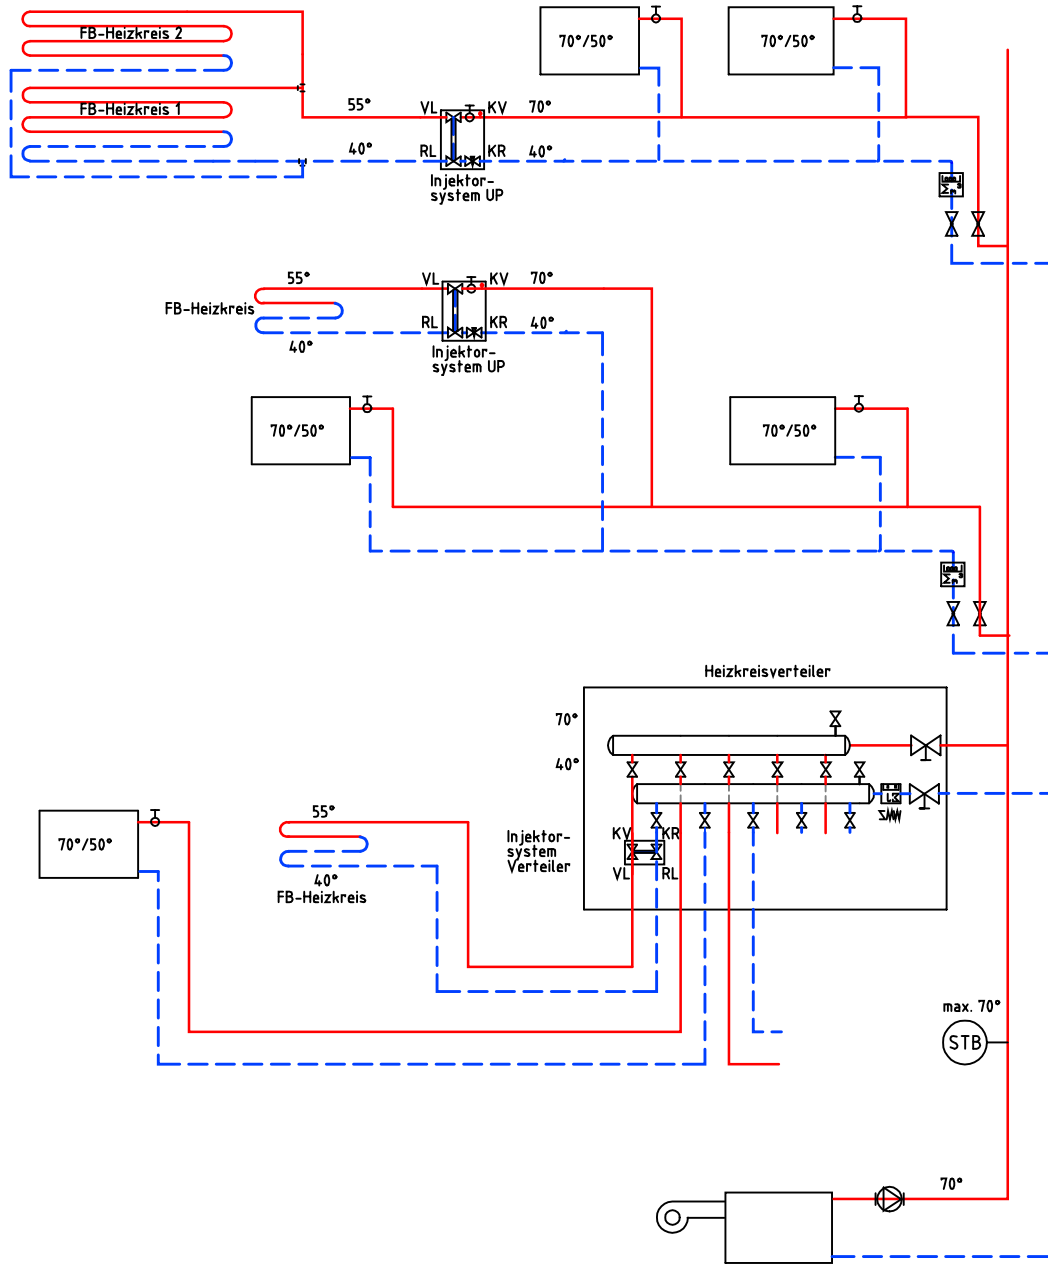 FB-Heizkreis 2
70°/50°
70°/50°
FB-Heizkreis 1
55°
VL
KV
70°
40°
RL
KR
40°
Injektor-
system UP
55°
VL
KV
70°
FB-Heizkreis
RL
KR
40°
40°
Injektor-
system UP
70°/50°
70°/50°
Heizkreisverteiler
70°
40°
55°
70°/50°
Injektor-
system
Verteiler
KV
KR
VL
RL
40°
FB-Heizkreis
max. 70°
STB
70°